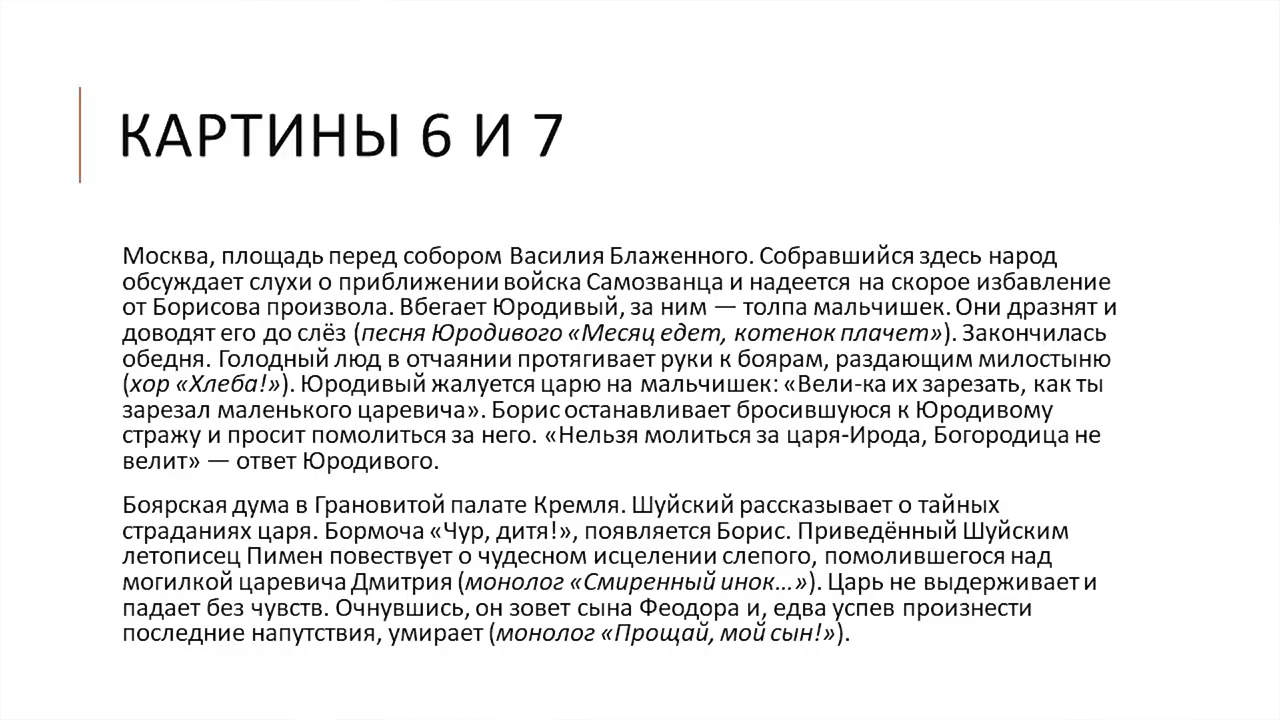 КАРТИНЫ 6 И 7
Москва, площадь перед собором Василия Блаженного. Собравшийся здесь народ
обсуждает слухи о приближении войска Самозванца и надеется на скорое избавление
от Борисова произвола. Вбегает Юродивый, за ним — толпа мальчишек. Они дразнят и
доводят его до слёз (песня Юродивого «Месяц едет, котенок плачет»). Закончилась
обедня. Голодный люд в отчаянии протягивает руки к боярам, раздающим милостыню
(хор «Хлеба!»). Юродивый жалуется царю на мальчишек: «Вели-ка их зарезать, как ты
зарезал маленького царевича». Борис останавливает бросившуюся к Юродивому
стражу и просит помолиться за него. «Нельзя молиться за царя-Ирода, Богородица не
велит» — ответ Юродивого.
Боярская дума в Грановитой палате Кремля. Шуйский рассказывает о тайных
страданиях царя. Бормоча «Чур, дитя!», появляется Борис. Приведённый Шуйским
летописец Пимен повествует о чудесном исцелении слепого, помолившегося над
могилкой царевича Дмитрия (монолог «Смиренный инок…»). Царь не выдерживает и
падает без чувств. Очнувшись, он зовет сына Феодора и, едва успев произнести
последние напутствия, умирает (монолог «Прощай, мой сын!»).